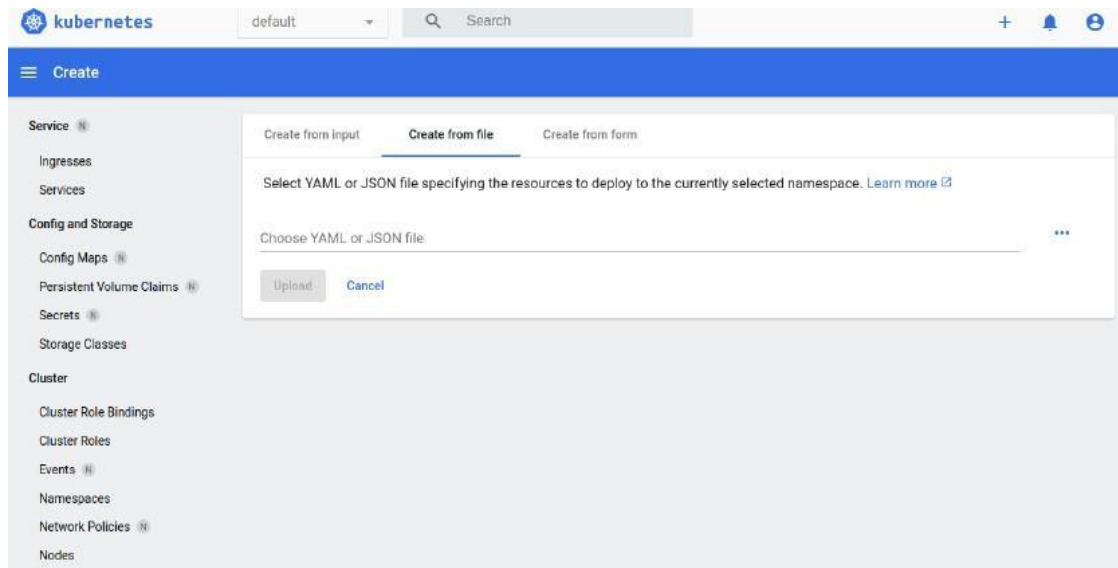 kubernetes
default
Search
Create
Service N
Ingresses
Services
Config and Storage
Config Maps N
Persistent Volume Claims N
Secrets N
Storage Classes
Cluster
Cluster Role Bindings
Cluster Roles
Events N
Namespaces
Network Policies N
Nodes
Create from input
Create from file
Create from form
Select YAML or JSON file specifying the resources to deploy to the currently selected namespace. Learn more
Choose YAML or JSON file
Upload
Cancel